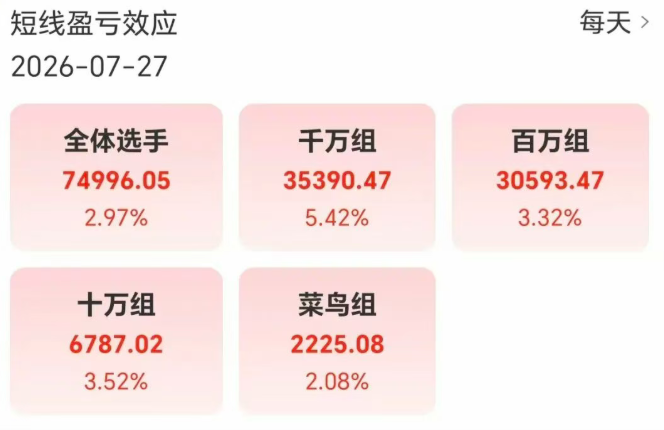 短线盈亏效应
每天 >
2026-07-27
全体选手
74996.05
2.97%
千万组
35390.47
5.42%
百万组
30593.47
3.32%
十万组
6787.02
3.52%
菜鸟组
2225.08
2.08%